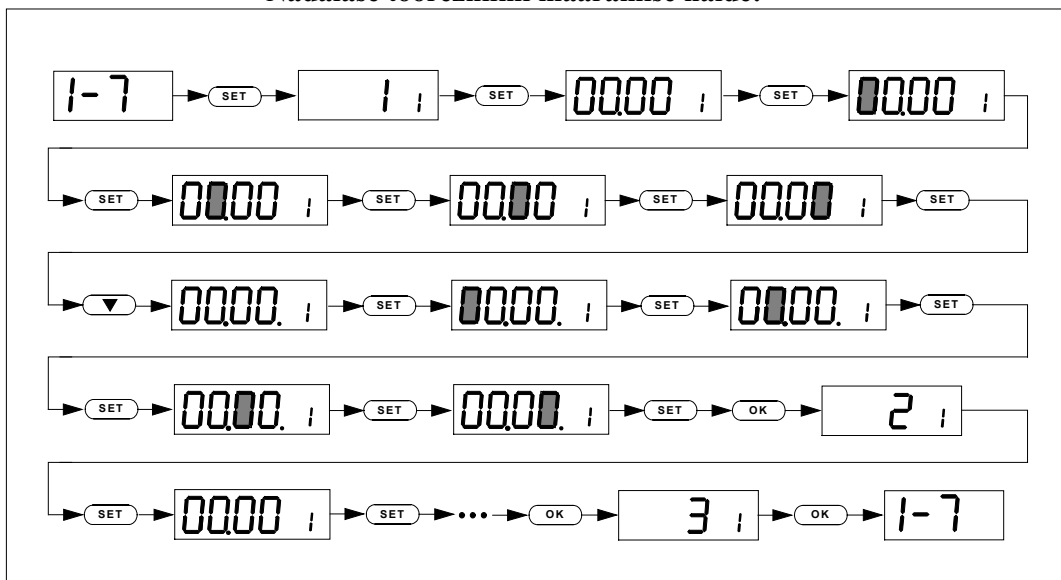 Nädalase töörežiimi määramise näide:
1-7 SET 1 1 SET 00.00 1 SET 00.00 1
SET 00.00 1 SET 00.00 1 SET 00.00 1 SET
▼ 00.00. 1 SET 00.00. 1 SET 00.00. 1 SET
SET 00.00. 1 SET 00.00. 1 SET OK 2 1
SET 00.00 1 SET ••• OK 3 1 OK 1-7